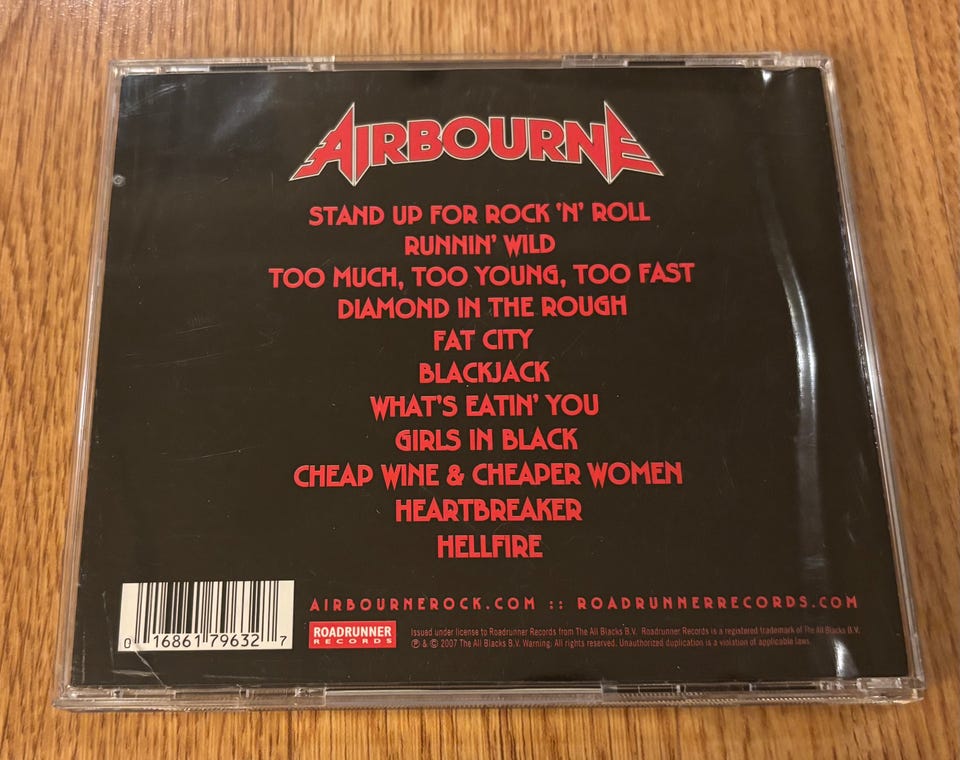 AIRBOURNE
STAND UP FOR ROCK 'N' ROLL
RUNNIN' WILD
TOO MUCH, TOO YOUNG, TOO FAST
DIAMOND IN THE ROUGH
FAT CITY
BLACKJACK
WHAT'S EATIN' YOU
GIRLS IN BLACK
CHEAP WINE & CHEAPER WOMEN
HEARTBREAKER
HELLFIRE
AIRBOURNEROCK.COM :: ROADRUNNERRECORDS.COM
0 16861 79632 7
ROADRUNNER
RECORDS
Issued under license to Roadrunner Records from The All Blacks B.V. Roadrunner Records is a registered trademark of The All Blacks B.V.
℗ & © 2007 The All Blacks B.V. Warning: All rights reserved. Unauthorized duplication is a violation of applicable laws.